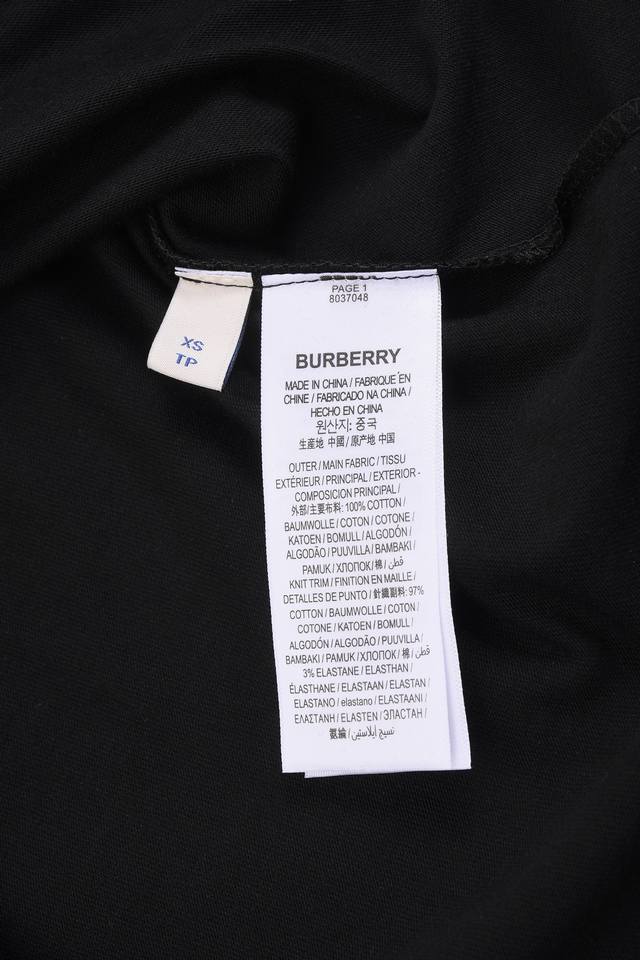 XS
TP
PAGE 1
8037048
BURBERRY
MADE IN CHINA / FABRIQUÉ EN
CHINE / FABRICADO NA CHINA /
HECHO EN CHINA
원산지: 중국
生産地 中國 / 原产地 中国
OUTER / MAIN FABRIC / TISSU
EXTÉRIEUR / PRINCIPAL / EXTERIOR -
COMPOSICION PRINCIPAL /
外部/主要布料: 100% COTTON /
BAUMWOLLE / COTON / COTONE /
KATOEN / BOMULL / ALGODÓN /
ALGODÃO / PUUVILLA / BAMBAKI /
PAMUK / ХЛОПОК / 棉 / قطن
KNIT TRIM / FINITION EN MAILLE /
DETALLES DE PUNTO / 針織副料: 97%
COTTON / BAUMWOLLE / COTON /
COTONE / KATOEN / BOMULL /
ALGODÓN / ALGODÃO / PUUVILLA /
BAMBAKI / PAMUK / ХЛОПОК / 棉 / قطن
3% ELASTANE / ELASTHAN /
ÉLASTHANE / ELASTAAN / ELASTAN /
ELASTANO / elastano / ELASTAANI /
ΕΛΑΣΤΑΝΗ / ELASTEN / ЭЛАСТАН /
氨綸 / نسيج إيلاستين